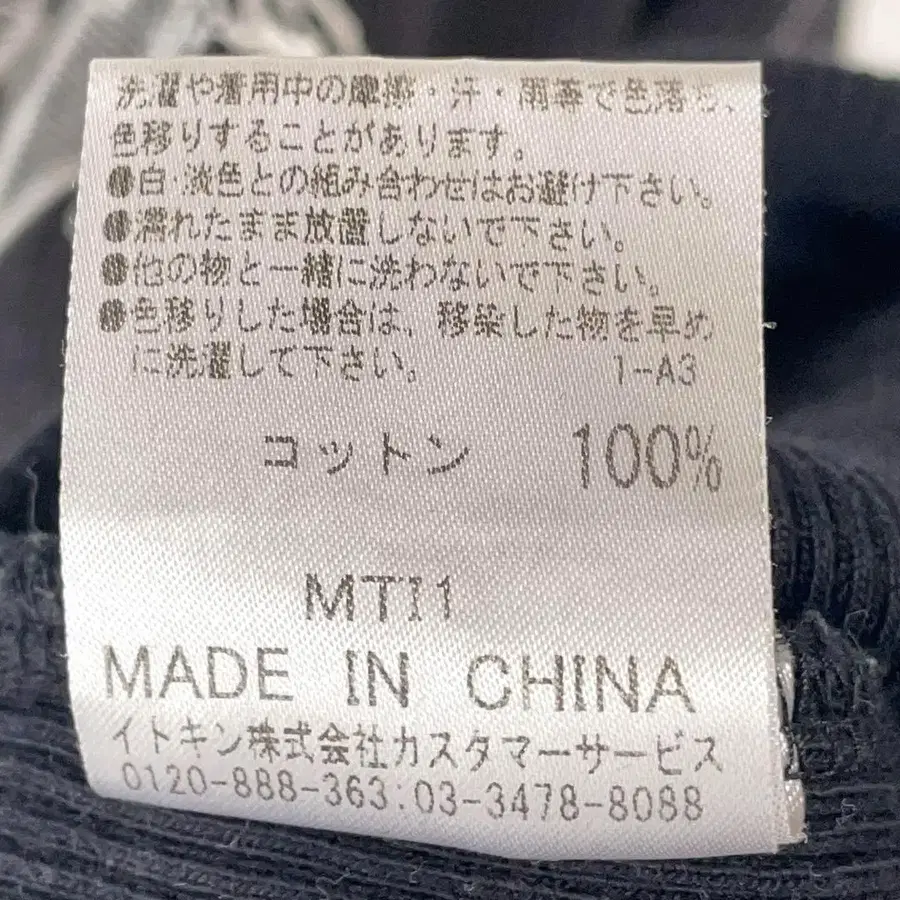 洗濯や着用中の摩擦・汗・雨等で色落ち、
色移りすることがあります。
●白・淡色との組み合わせはお避け下さい。
●濡れたまま放置しないで下さい。
●他の物と一緒に洗わないで下さい。
●色移りした場合は、移染した物を早め
に洗濯して下さい。 1-A3
コットン 100%
MTI1
MADE IN CHINA
イトキン株式会社カスタマーサービス
0120-888-363:03-3478-8088